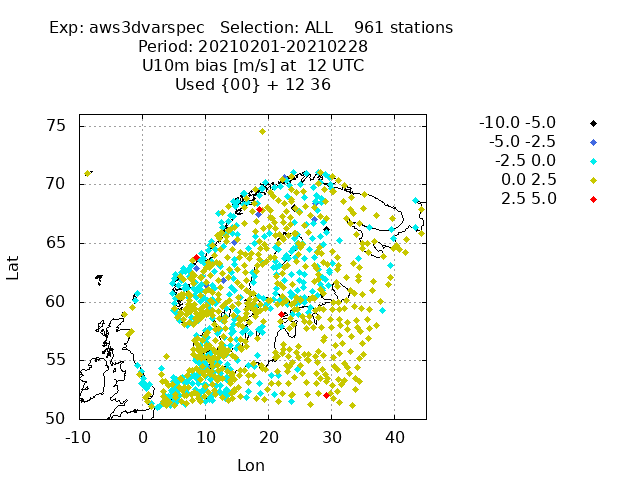 Exp: aws3dvarspec   Selection: ALL    961 stations
Period: 20210201-20210228
U10m bias [m/s] at  12 UTC
Used {00} + 12 36
-10.0 -5.0
-5.0 -2.5
-2.5 0.0
0.0 2.5
2.5 5.0
75
70
65
60
55
50
Lat
-10 0 10 20 30 40
Lon